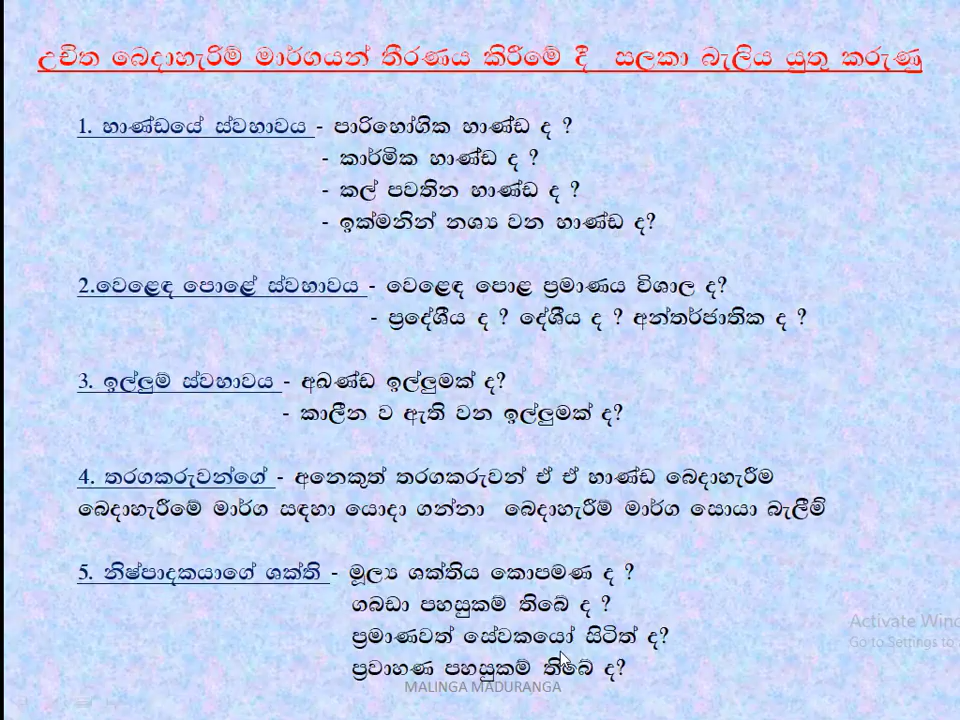 උචිත බෙදාහැරිම් මාර්ගයන් තීරණය කිරීමේ දී සලකා බැලිය යුතු කරුණු
1. භාණ්ඩයේ ස්වභාවය - පාරිභෝගික භාණ්ඩ ද ?
- කාර්මික භාණ්ඩ ද ?
- කල් පවතින භාණ්ඩ ද ?
- ඉක්මනින් නශ්‍ය වන භාණ්ඩ ද?
2.වෙළෙඳ පොළේ ස්වභාවය - වෙළෙඳ පොළ ප්‍රමාණය විශාල ද?
- ප්‍රදේශීය ද ? දේශීය ද ? අන්තර්ජාතික ද ?
3. ඉල්ලුම් ස්වභාවය - අඛණ්ඩ ඉල්ලුමක් ද?
- කාලීන ව ඇති වන ඉල්ලුමක් ද?
4. තරගකරුවන්ගේ - අනෙකුත් තරගකරුවන් ඒ ඒ භාණ්ඩ බෙදාහැරීම
බෙදාහැරීමේ මාර්ග සඳහා යොදා ගන්නා බෙදාහැරීම් මාර්ග සොයා බැලීමි
5. නිෂ්පාදකයාගේ ශක්ති - මූල්‍ය ශක්තිය කොපමණ ද ?
ගබඩා පහසුකම් තිබේ ද ?
ප්‍රමාණවත් සේවකයෝ සිටිත් ද?
ප්‍රවාහණ පහසුකම් තිබේ ද?
MALINGA MADURANGA
Activate Win
Go to Settings to